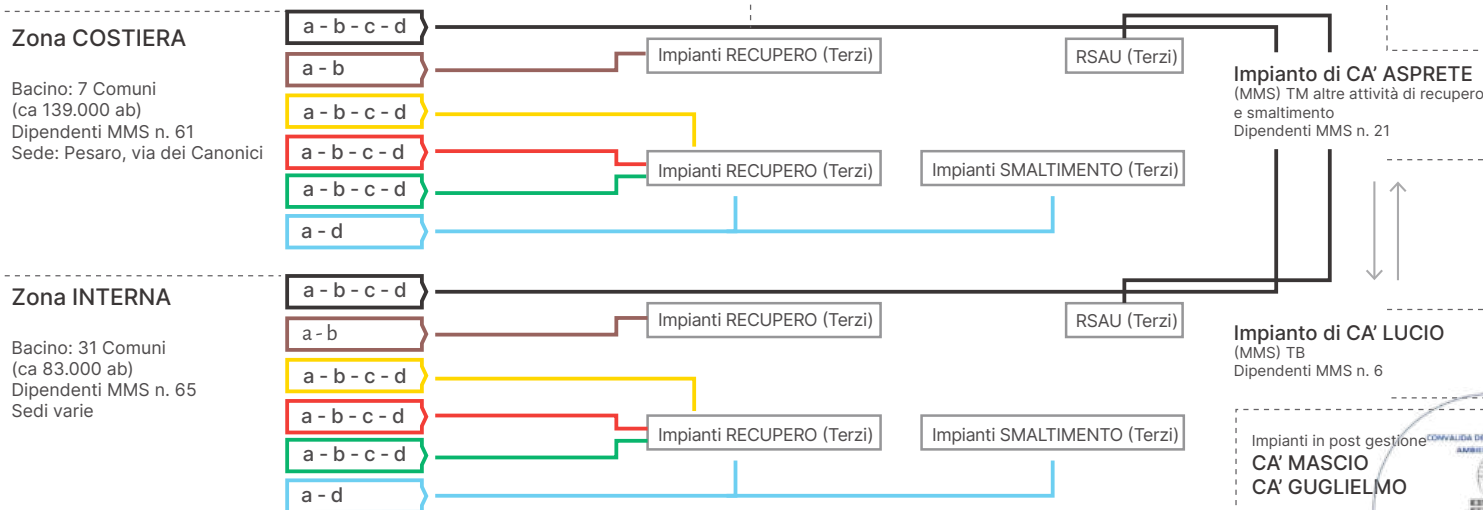 Zona COSTIERA
Bacino: 7 Comuni
(ca 139.000 ab)
Dipendenti MMS n. 61
Sede: Pesaro, via dei Canonici
a - b - c - d
a - b
a - b - c - d
a - b - c - d
a - b - c - d
a - d
Impianti RECUPERO (Terzi)
RSAU (Terzi)
Impianti RECUPERO (Terzi)
Impianti SMALTIMENTO (Terzi)
Impianto di CA' ASPRETE
(MMS) TM altre attività di recupero
e smaltimento
Dipendenti MMS n. 21
Zona INTERNA
Bacino: 31 Comuni
(ca 83.000 ab)
Dipendenti MMS n. 65
Sedi varie
a - b - c - d
a - b
a - b - c - d
a - b - c - d
a - b - c - d
a - d
Impianti RECUPERO (Terzi)
RSAU (Terzi)
Impianti RECUPERO (Terzi)
Impianti SMALTIMENTO (Terzi)
Impianto di CA' LUCIO
(MMS) TB
Dipendenti MMS n. 6
Impianti in post gestione
CA' MASCIO
CA' GUGLIELMO
CONVALIDA